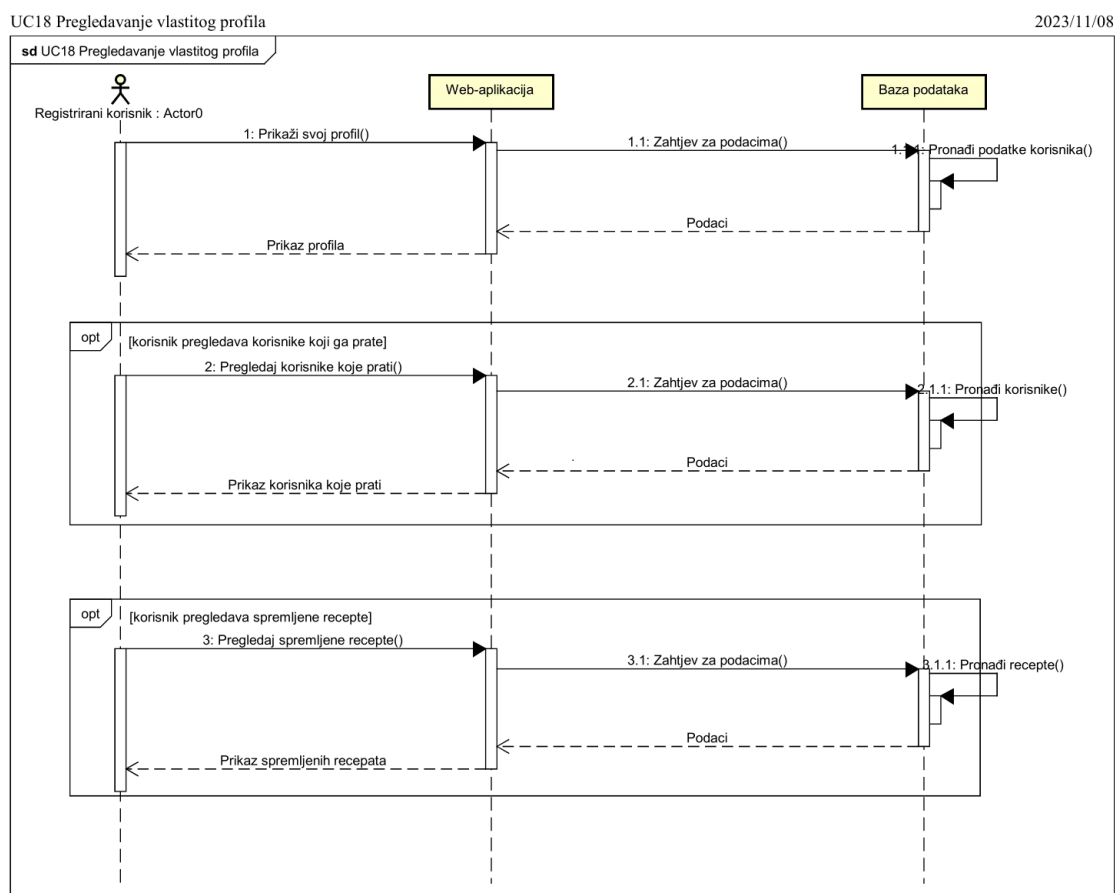 UC18 Pregledavanje vlastitog profila 2023/11/08
sd UC18 Pregledavanje vlastitog profila
Registrirani korisnik : Actor0
Web-aplikacija
Baza podataka
1: Prikaži svoj profil()
1.1: Zahtjev za podacima()
1.1.1: Pronađi podatke korisnika()
Podaci
Prikaz profila
opt [korisnik pregledava korisnike koji ga prate]
2: Pregledaj korisnike koje prati()
2.1: Zahtjev za podacima()
2.1.1: Pronađi korisnike()
Podaci
Prikaz korisnika koje prati
opt [korisnik pregledava spremljene recepte]
3: Pregledaj spremljene recepte()
3.1: Zahtjev za podacima()
3.1.1: Pronađi recepte()
Podaci
Prikaz spremljenih recepata